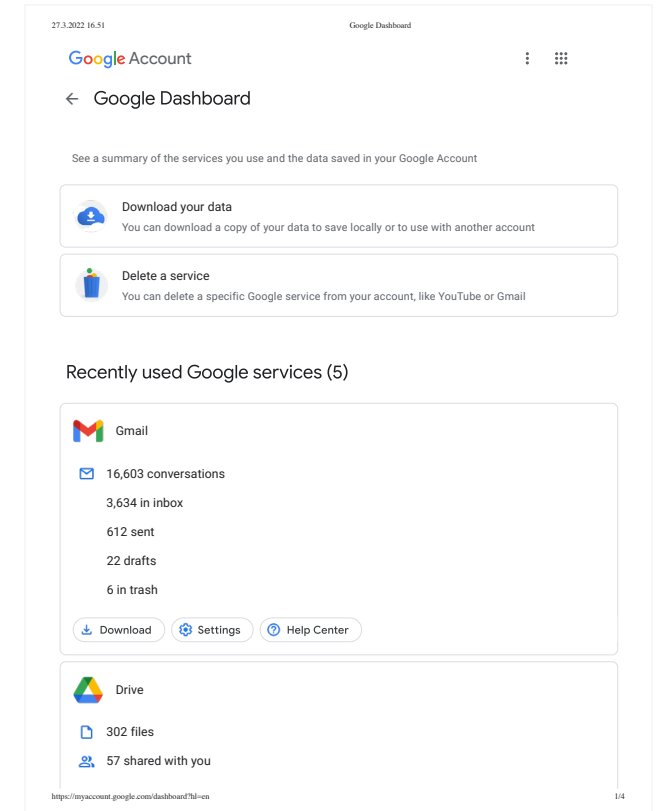 27.3.2022 16.51 Google Dashboard
Google Account
Google Dashboard
See a summary of the services you use and the data saved in your Google Account
Download your data
You can download a copy of your data to save locally or to use with another account
Delete a service
You can delete a specific Google service from your account, like YouTube or Gmail
Recently used Google services (5)
Gmail
16,603 conversations
3,634 in inbox
612 sent
22 drafts
6 in trash
Download Settings Help Center
Drive
302 files
57 shared with you
https://myaccount.google.com/dashboard?hl=en 1/4